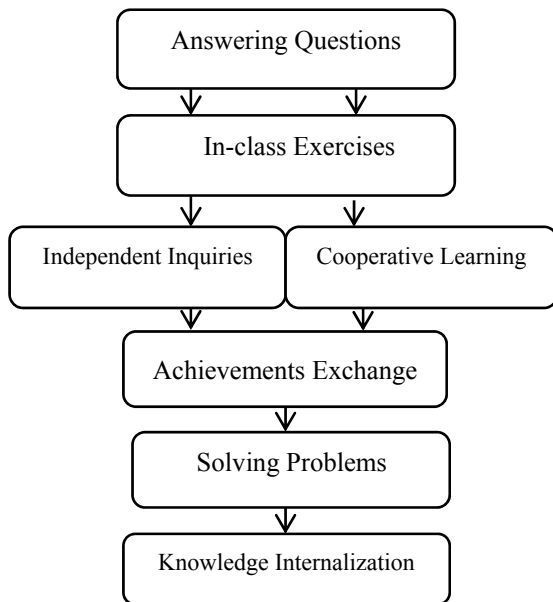 Answering Questions
In-class Exercises
Independent Inquiries
Cooperative Learning
Achievements Exchange
Solving Problems
Knowledge Internalization